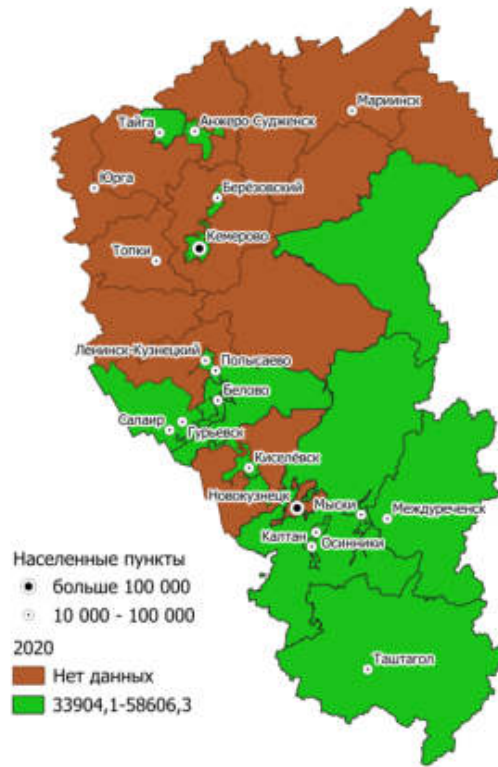 Мариинск
Тайга
Анжеро-Судженск
Юрга
Берёзовский
Кемерово
Топки
Ленинск-Кузнецкий
Полысаево
Белово
Салаир
Гурьевск
Киселёвск
Новокузнецк
Мыски
Междуреченск
Калтан
Осинники
Таштагол
Населенные пункты
больше 100 000
10 000 - 100 000
2020
Нет данных
33904,1-58606,3